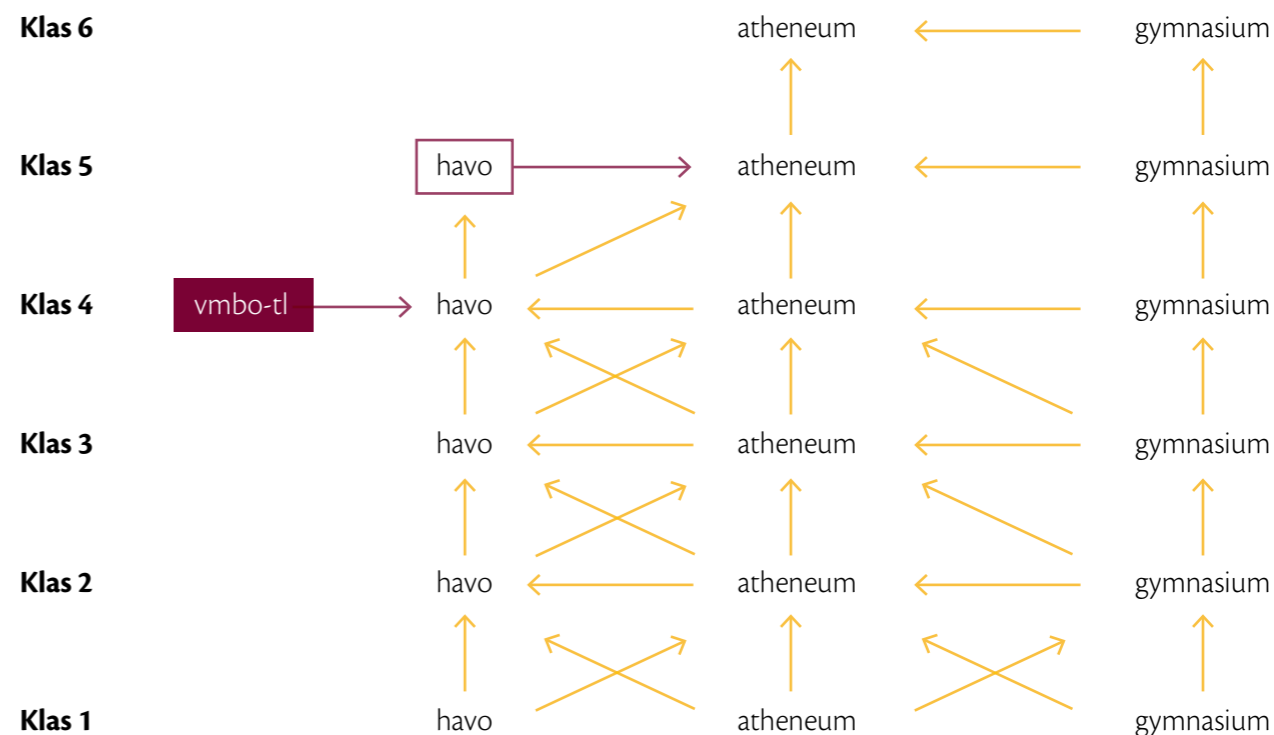 Klas 6 atheneum gymnasium
Klas 5 havo atheneum gymnasium
Klas 4 vmbo-tl havo atheneum gymnasium
Klas 3 havo atheneum gymnasium
Klas 2 havo atheneum gymnasium
Klas 1 havo atheneum gymnasium